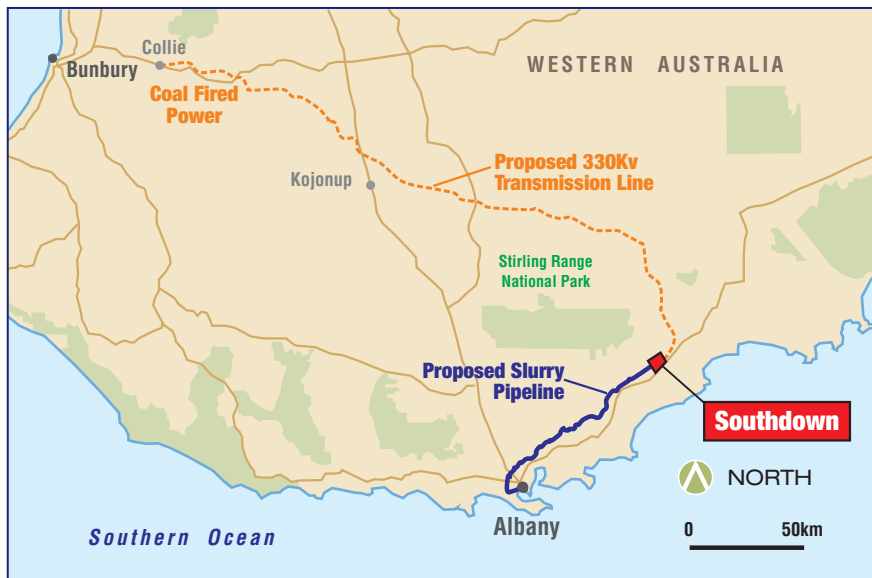 Collie
Bunbury
WESTERN AUSTRALIA
Coal Fired
Power
Proposed 330Kv
Transmission Line
Kojonup
Stirling Range
National Park
Proposed Slurry
Pipeline
Southdown
NORTH
Albany
0 50km
Southern Ocean